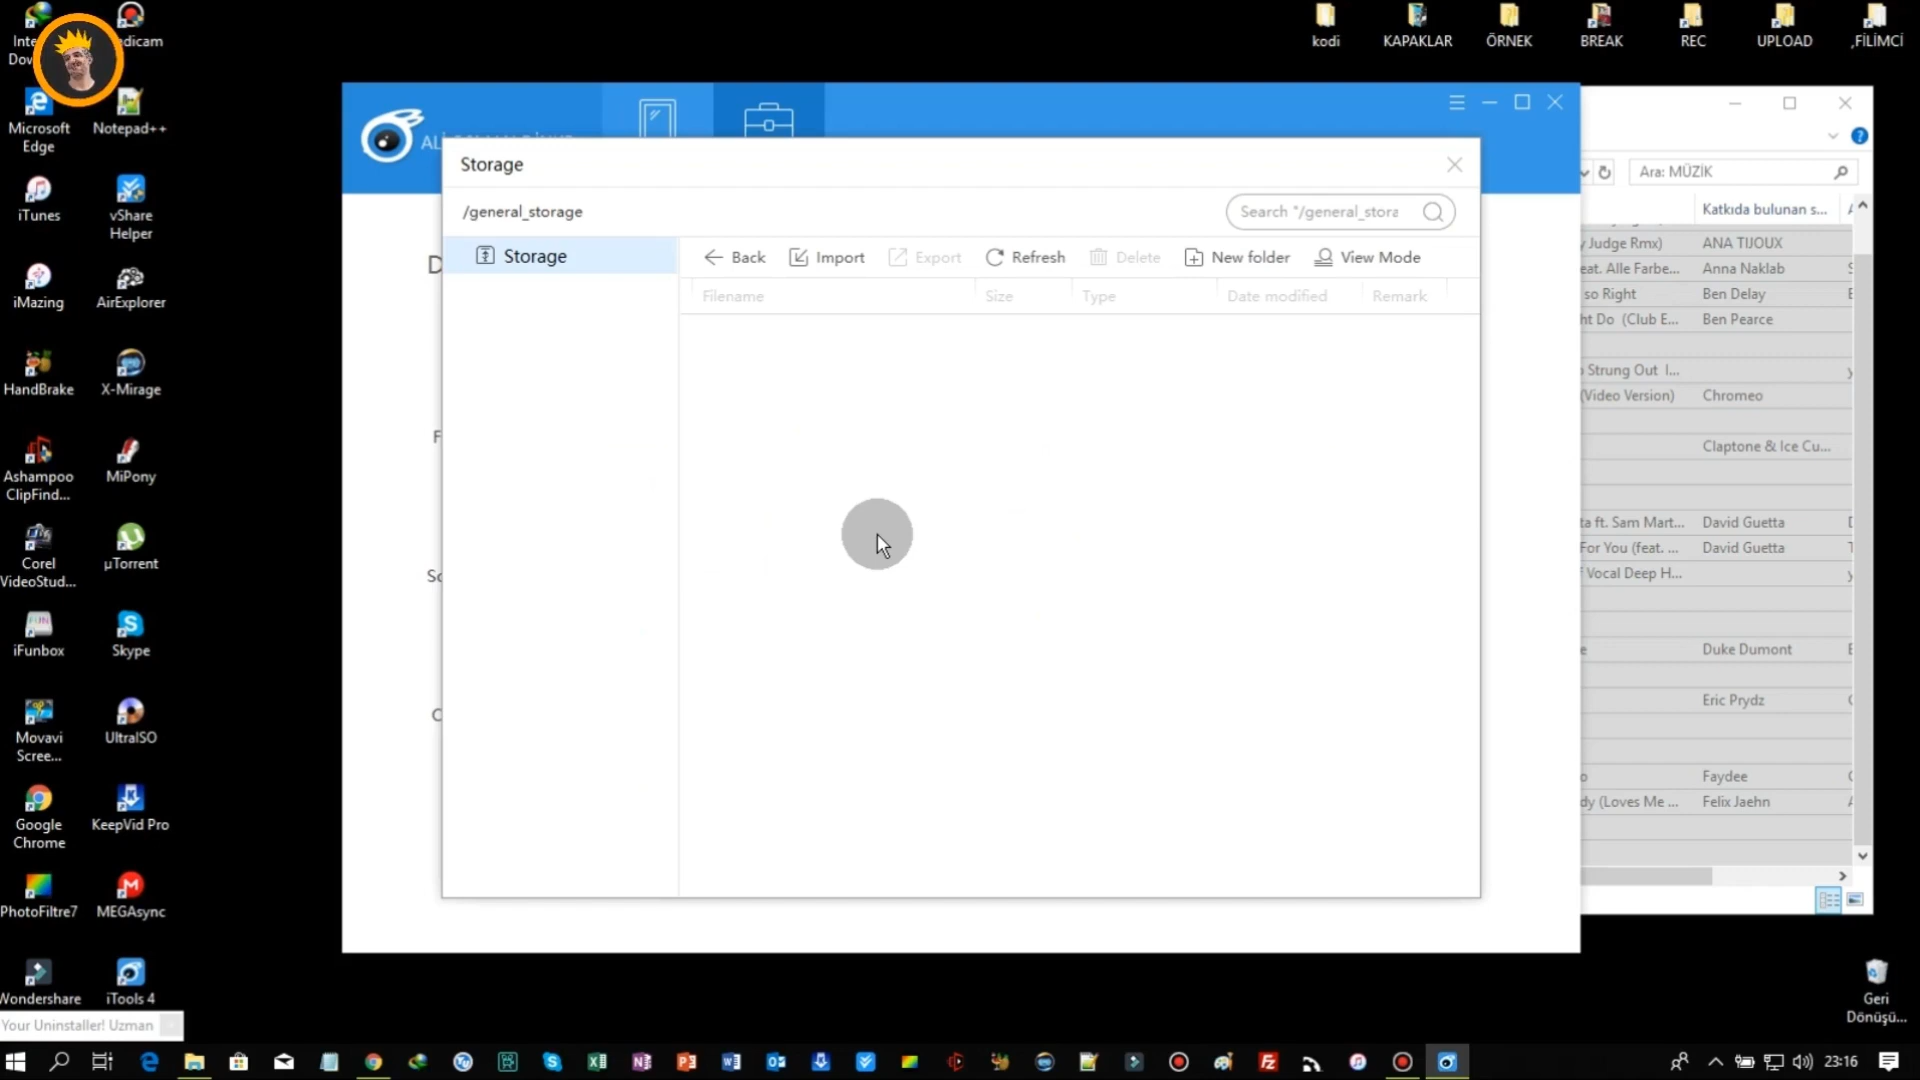 edicam
Microsoft
Edge
Notepad++
iTunes
vShare
Helper
iMazing
AirExplorer
HandBrake
X-Mirage
Ashampoo
ClipFind...
MiPony
Corel
VideoStud...
µTorrent
iFunbox
Skype
Movavi
Scree...
UltraISO
Google
Chrome
KeepVid Pro
PhotoFiltre7
MEGAsync
Wondershare
iTools 4
Your Uninstaller! Uzman
kodi
KAPAKLAR
ÖRNEK
BREAK
REC
UPLOAD
,FİLİMCİ
Storage
/general_storage
Search "/general_stora
Storage
Back
Import
Export
Refresh
Delete
New folder
View Mode
Filename
Size
Type
Date modified
Remark
Ara: MÜZİK
Katkıda bulunan s...
y Judge Rmx) ANA TIJOUX
eat. Alle Farbe... Anna Naklab
so Right Ben Delay
ht Do (Club E... Ben Pearce
Strung Out I...
(Video Version) Chromeo
Claptone & Ice Cu...
ta ft. Sam Mart... David Guetta
For You (feat. ... David Guetta
f Vocal Deep H...
Duke Dumont
Eric Prydz
Faydee
dy (Loves Me ... Felix Jaehn
Geri
Dönüşü...
23:16